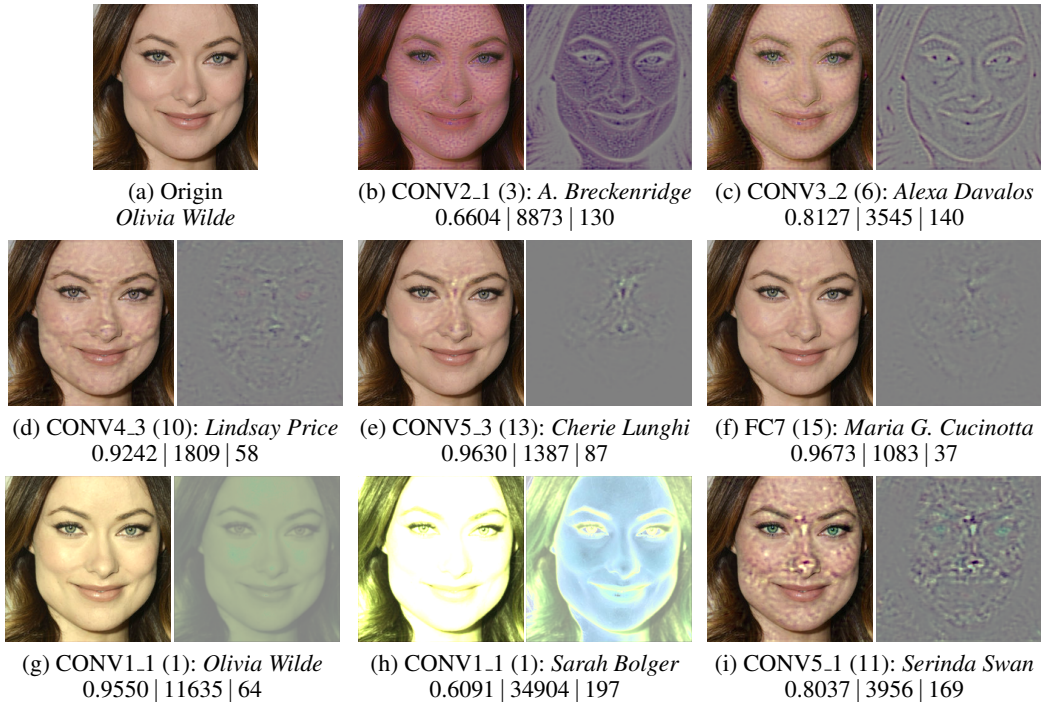 (a) Origin
Olivia Wilde
(b) CONV2_1 (3): A. Breckenridge
0.6604 | 8873 | 130
(c) CONV3_2 (6): Alexa Davalos
0.8127 | 3545 | 140
(d) CONV4_3 (10): Lindsay Price
0.9242 | 1809 | 58
(e) CONV5_3 (13): Cherie Lunghi
0.9630 | 1387 | 87
(f) FC7 (15): Maria G. Cucinotta
0.9673 | 1083 | 37
(g) CONV1_1 (1): Olivia Wilde
0.9550 | 11635 | 64
(h) CONV1_1 (1): Sarah Bolger
0.6091 | 34904 | 197
(i) CONV5_1 (11): Serinda Swan
0.8037 | 3956 | 169